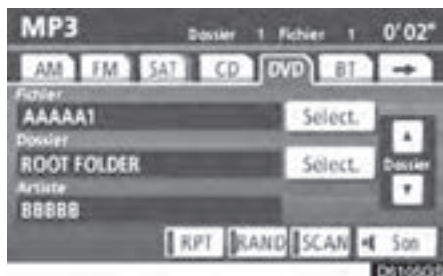 MP3 Dossier 1 Fichier 1 0'02"
AM FM SAT CD DVD BT
Fichier
AAAAA1 Select.
Dossier
ROOT FOLDER Select. Dossier
Artiste
BBBBB
RPT RAND SCAN Son